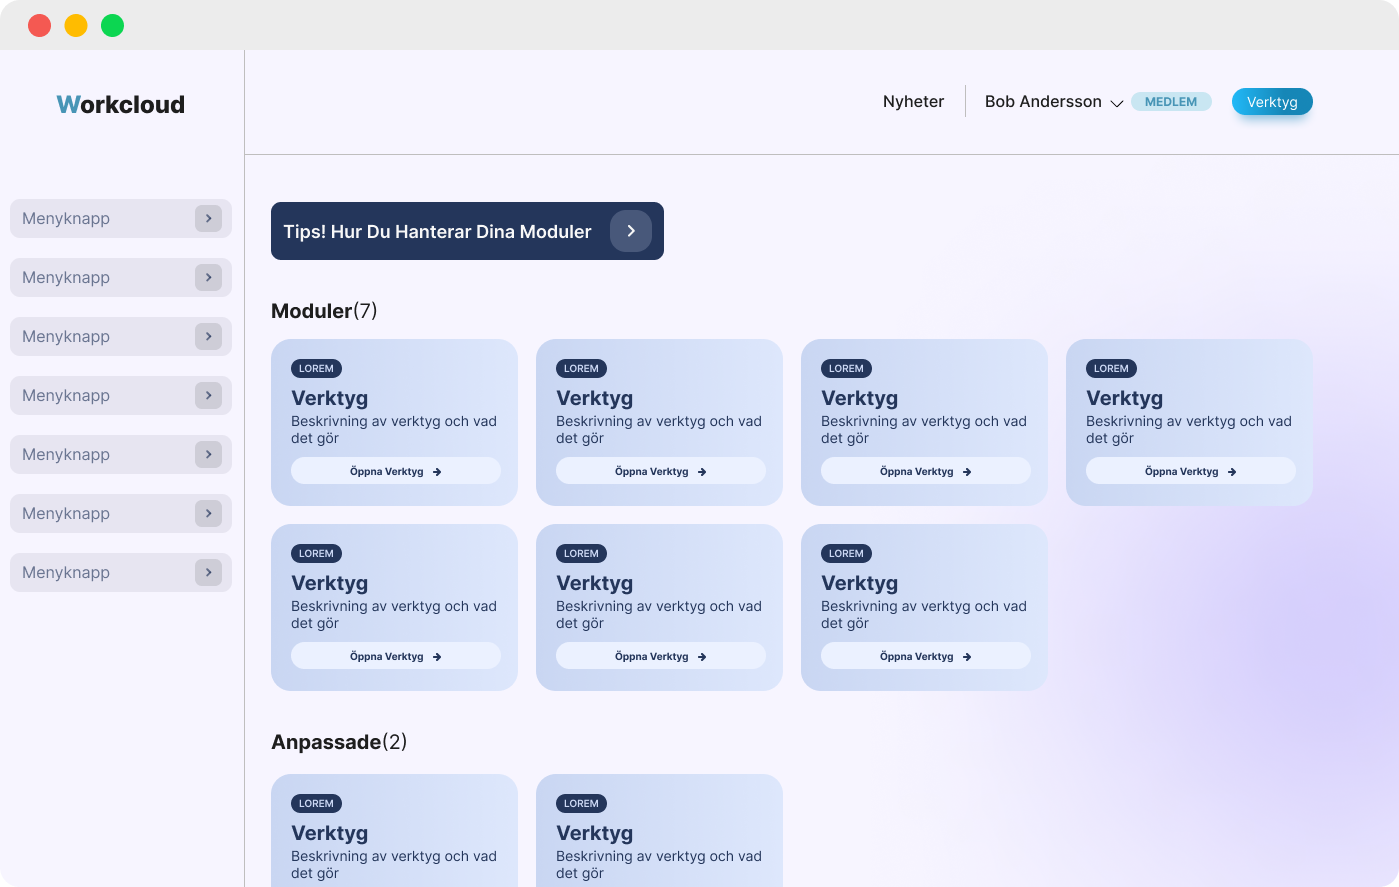 Workcloud
Nyheter
Bob Andersson
MEDLEM
Verktyg
Menyknapp
Menyknapp
Menyknapp
Menyknapp
Menyknapp
Menyknapp
Menyknapp
Tips! Hur Du Hanterar Dina Moduler
Moduler(7)
LOREM
Verktyg
Beskrivning av verktyg och vad
det gör
Öppna Verktyg
LOREM
Verktyg
Beskrivning av verktyg och vad
det gör
Öppna Verktyg
LOREM
Verktyg
Beskrivning av verktyg och vad
det gör
Öppna Verktyg
LOREM
Verktyg
Beskrivning av verktyg och vad
det gör
Öppna Verktyg
LOREM
Verktyg
Beskrivning av verktyg och vad
det gör
Öppna Verktyg
LOREM
Verktyg
Beskrivning av verktyg och vad
det gör
Öppna Verktyg
LOREM
Verktyg
Beskrivning av verktyg och vad
det gör
Öppna Verktyg
Anpassade(2)
LOREM
Verktyg
Beskrivning av verktyg och vad
det gör
LOREM
Verktyg
Beskrivning av verktyg och vad
det gör